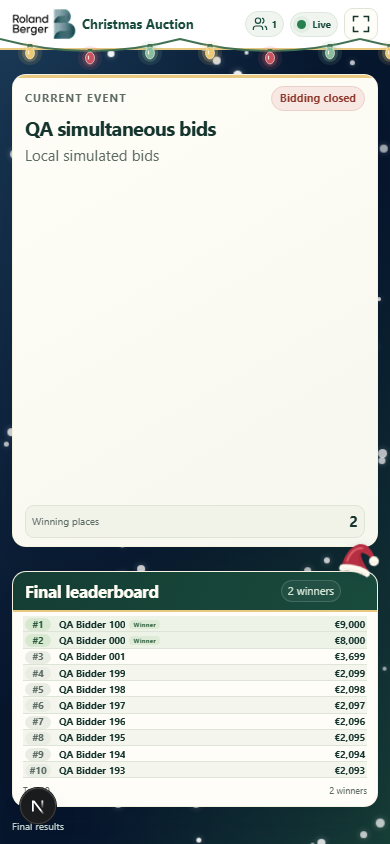 Roland
Berger
Christmas Auction
1
Live
CURRENT EVENT
Bidding closed
QA simultaneous bids
Local simulated bids
Winning places
2
Final leaderboard
2 winners
#1 QA Bidder 100 Winner €9,000
#2 QA Bidder 000 Winner €8,000
#3 QA Bidder 001 €3,699
#4 QA Bidder 199 €2,099
#5 QA Bidder 198 €2,098
#6 QA Bidder 197 €2,097
#7 QA Bidder 196 €2,096
#8 QA Bidder 195 €2,095
#9 QA Bidder 194 €2,094
#10 QA Bidder 193 €2,093
2 winners
N
Final results